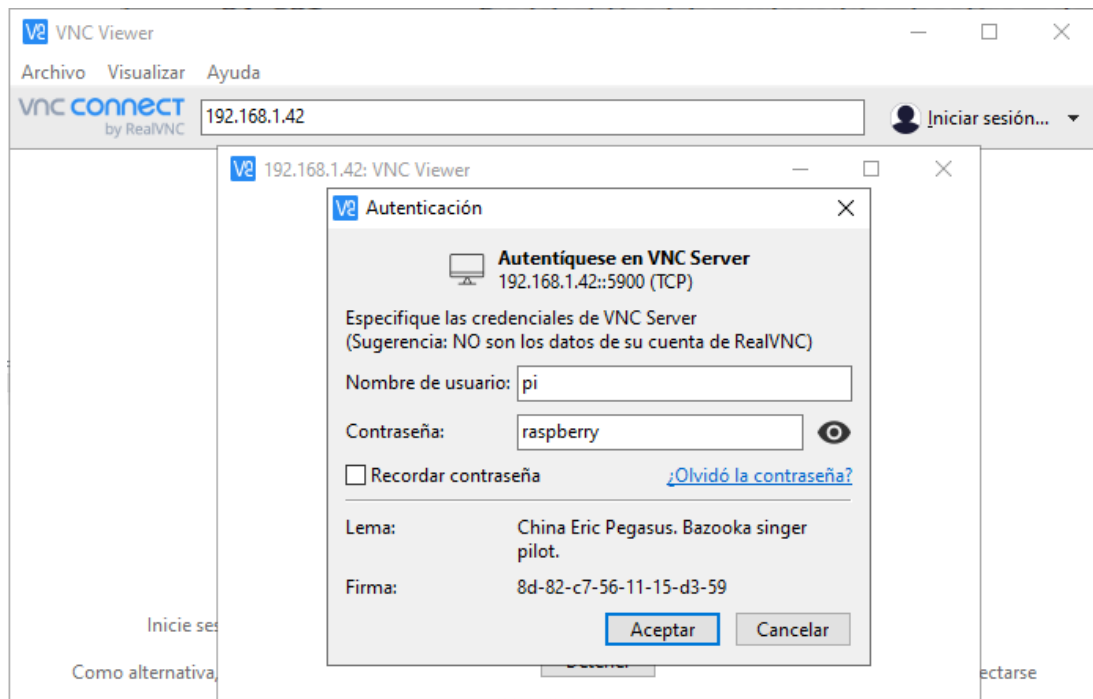 VNC Viewer
Archivo Visualizar Ayuda
vnc connect
by RealVNC
192.168.1.42
Iniciar sesión...
192.168.1.42: VNC Viewer
Autenticación
Autentíquese en VNC Server
192.168.1.42::5900 (TCP)
Especifique las credenciales de VNC Server
(Sugerencia: NO son los datos de su cuenta de RealVNC)
Nombre de usuario: pi
Contraseña: raspberry
Recordar contraseña ¿Olvidó la contraseña?
Lema: China Eric Pegasus. Bazooka singer
pilot.
Firma: 8d-82-c7-56-11-15-d3-59
Aceptar Cancelar
Inicie
Como alternativa,
ectarse